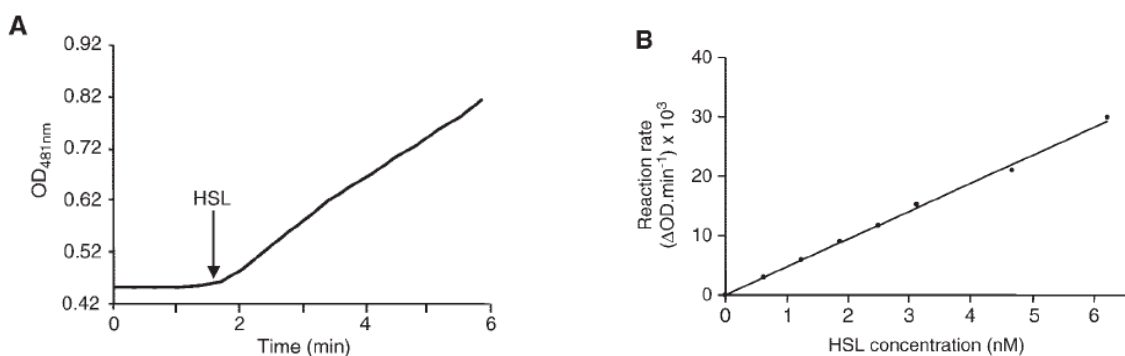 A
0.92
0.82
0.72
0.62
0.52
0.42
OD481nm
HSL
0
2
4
6
Time (min)
B
40
30
20
10
0
Reaction rate
(ΔOD.min⁻¹) x 10³
0 1 2 3 4 5 6
HSL concentration (nM)